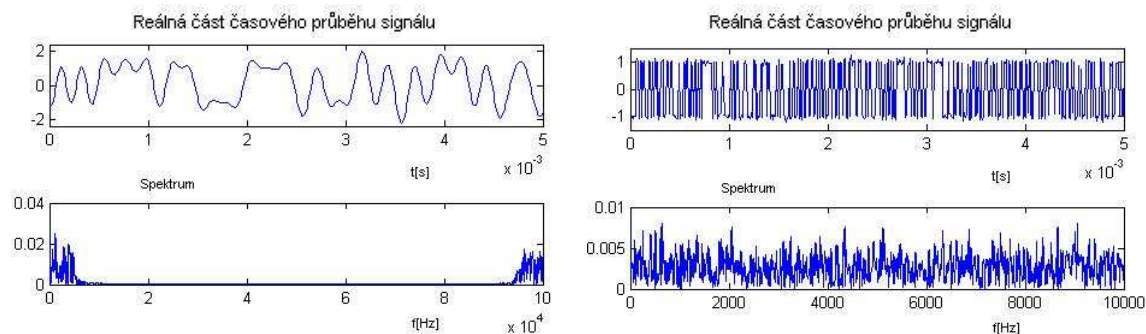 Reálná část časového průběhu signálu
2
0
-2
0 1 2 3 4 5
t[s]
x 10⁻³
Spektrum
0.04
0.02
0
0 2 4 6 8 10
f[Hz]
x 10⁴
Reálná část časového průběhu signálu
1
0
-1
0 1 2 3 4 5
t[s]
x 10⁻³
Spektrum
0.01
0.005
0
0 2000 4000 6000 8000 10000
f[Hz]